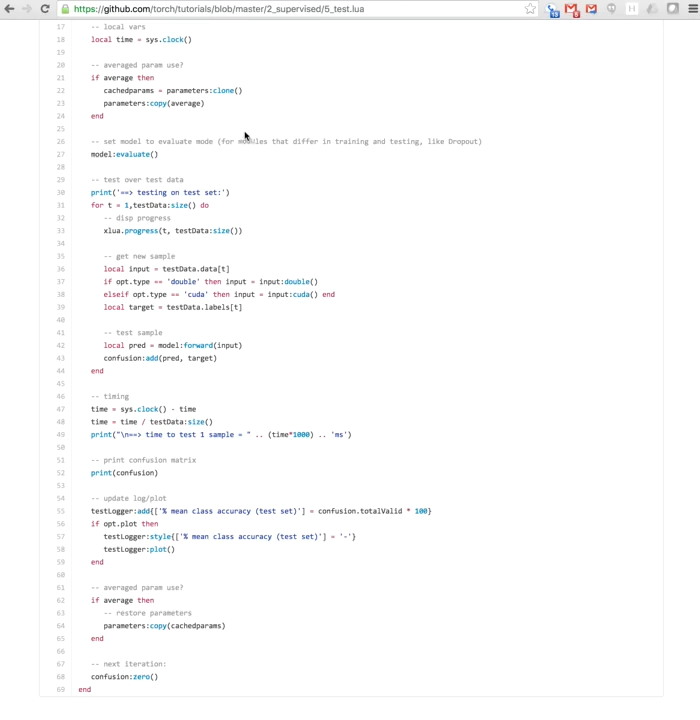 https://github.com/torch/tutorials/blob/master/2_supervised/5_test.lua
17 -- local vars
18 local time = sys.clock()
19
20 -- averaged param use?
21 if average then
22 cachedparams = parameters:clone()
23 parameters:copy(average)
24 end
25
26 -- set model to evaluate mode (for modules that differ in training and testing, like Dropout)
27 model:evaluate()
28
29 -- test over test data
30 print('==> testing on test set:')
31 for t = 1,testData:size() do
32 -- disp progress
33 xlua.progress(t, testData:size())
34
35 -- get new sample
36 local input = testData.data[t]
37 if opt.type == 'double' then input = input:double()
38 elseif opt.type == 'cuda' then input = input:cuda() end
39 local target = testData.labels[t]
40
41 -- test sample
42 local pred = model:forward(input)
43 confusion:add(pred, target)
44 end
45
46 -- timing
47 time = sys.clock() - time
48 time = time / testData:size()
49 print("\n==> time to test 1 sample = " .. (time*1000) .. 'ms')
50
51 -- print confusion matrix
52 print(confusion)
53
54 -- update log/plot
55 testLogger:add{['% mean class accuracy (test set)'] = confusion.totalValid * 100}
56 if opt.plot then
57 testLogger:style{['% mean class accuracy (test set)'] = '-'}
58 testLogger:plot()
59 end
60
61 -- averaged param use?
62 if average then
63 -- restore parameters
64 parameters:copy(cachedparams)
65 end
66
67 -- next iteration:
68 confusion:zero()
69 end